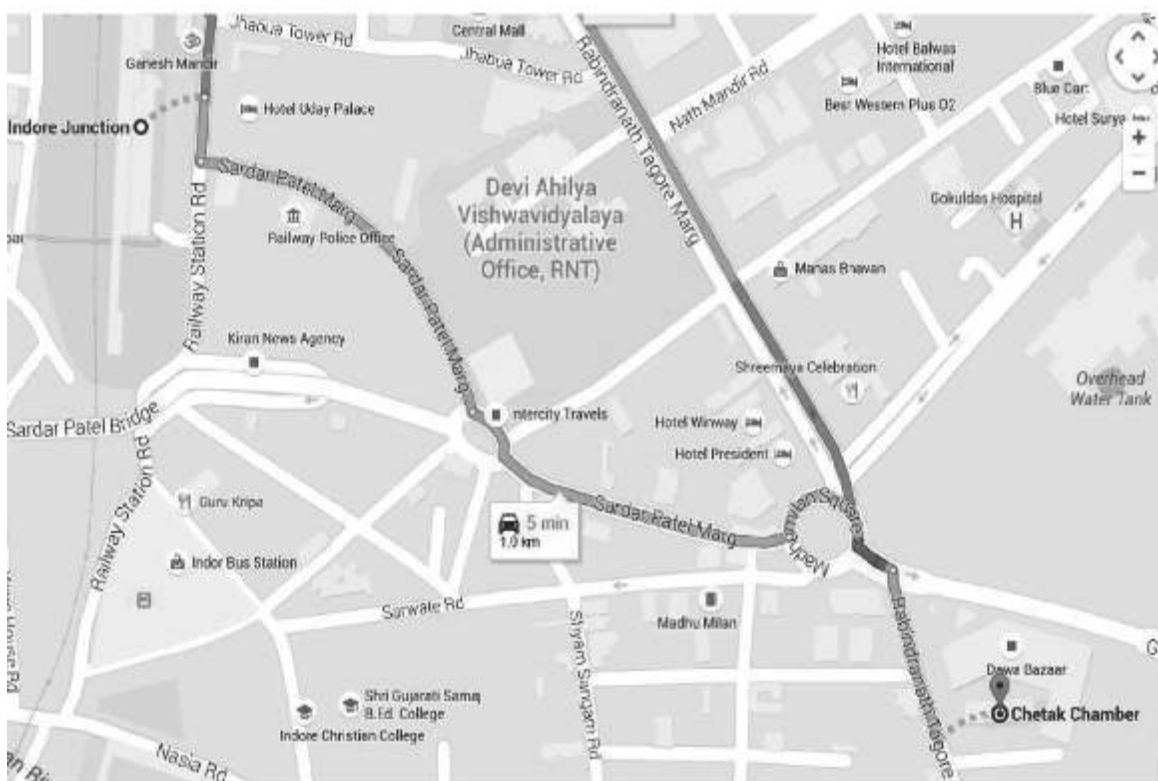 Jhabua Tower Rd
Central Mall
Jhabua Tower Rd
Ganesh Mandir
Rabindranath Tagore Marg
Hotel Balwas
International
Blue Cart
Best Western Plus O2
Hotel Surya
Hotel Uday Palace
Indore Junction
Nath Mandir Rd
+
−
Sardar Patel Marg
Devi Ahilya
Vishwavidyalaya
(Administrative
Office, RNT)
Gokuldas Hospital
H
Railway Police Office
Railway Station Rd
Sardar Patel Marg
Manas Bhavan
Kiran News Agency
Sardar Patel Marg
Shreemaya Celebration
Overhead
Water Tank
Sardar Patel Bridge
ntercity Travels
Hotel Winway
Hotel President
Railway Station Rd
Guru Kripa
5 min
1.0 km
Sardar Patel Marg
Madhumilan Square
Indor Bus Station
Sarwate Rd
Madhu Milan
Shyam Sumgam Rd
Rabindranath Tagore
G
Dawa Bazaar
Chetak Chamber
Shri Gujarati Samaj
B.Ed. College
Indore Christian College
Nasia Rd